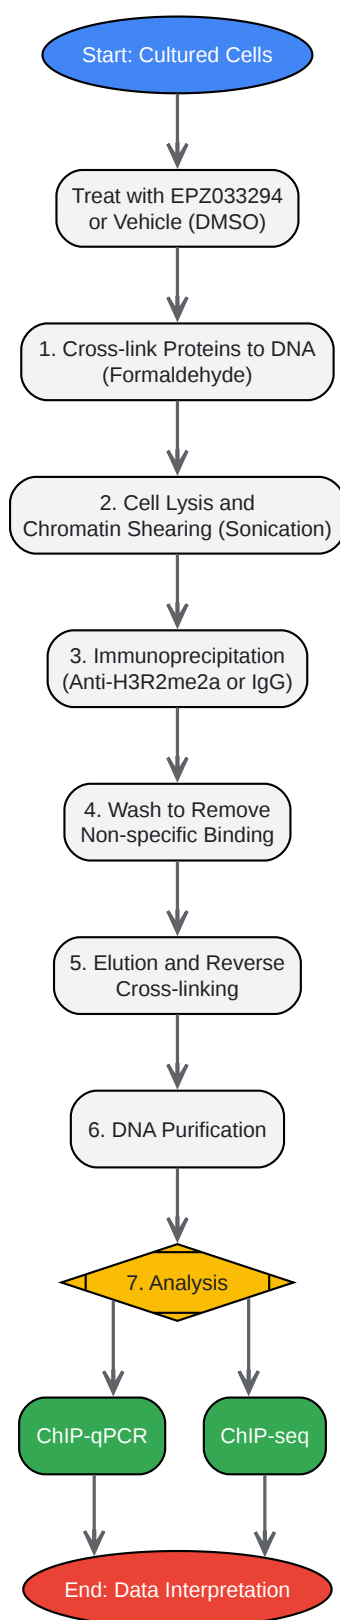 Start: Cultured Cells
Treat with EPZ033294
or Vehicle (DMSO)
1. Cross-link Proteins to DNA
(Formaldehyde)
2. Cell Lysis and
Chromatin Shearing (Sonication)
3. Immunoprecipitation
(Anti-H3R2me2a or IgG)
4. Wash to Remove
Non-specific Binding
5. Elution and Reverse
Cross-linking
6. DNA Purification
7. Analysis
ChIP-qPCR
ChIP-seq
End: Data Interpretation